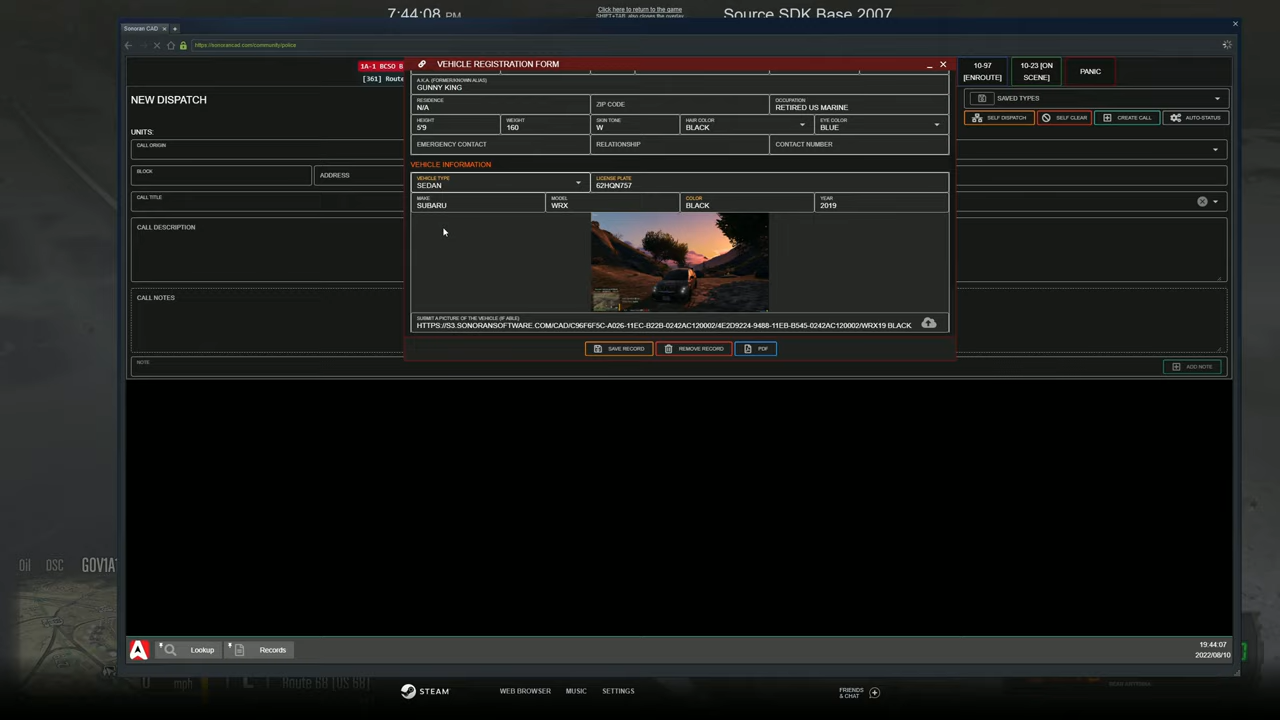 7:44:08 PM
Click here to return to the game
SHIFT+TAB also closes the overlay
Source SDK Base 2007
Sonoran CAD
https://sonorancad.com/community/police
1A-1 BCSO
[361] Route
VEHICLE REGISTRATION FORM
10-97 [ENROUTE]
10-23 [ON SCENE]
PANIC
NEW DISPATCH
SAVED TYPES
SELF DISPATCH
SELF CLEAR
CREATE CALL
AUTO-STATUS
UNITS:
CALL ORIGIN
BLOCK
ADDRESS
CALL TITLE
CALL DESCRIPTION
CALL NOTES
NOTE
ADD NOTE
A.K.A. (FORMER/KNOWN ALIAS)
GUNNY KING
RESIDENCE
N/A
ZIP CODE
OCCUPATION
RETIRED US MARINE
HEIGHT
5'9
WEIGHT
160
SKIN TONE
W
HAIR COLOR
BLACK
EYE COLOR
BLUE
EMERGENCY CONTACT
RELATIONSHIP
CONTACT NUMBER
VEHICLE INFORMATION
VEHICLE TYPE
SEDAN
LICENSE PLATE
62HQN757
MAKE
SUBARU
MODEL
WRX
COLOR
BLACK
YEAR
2019
SUBMIT A PICTURE OF THE VEHICLE (IF ABLE)
HTTPS://S3.SONORANSOFTWARE.COM/CAD/C96F6F5C-A026-11EC-B22B-0242AC120002/4E2D9224-9488-11EB-B545-0242AC120002/WRX19 BLACK
SAVE RECORD
REMOVE RECORD
PDF
Oil DSC GOV1A
Lookup
Records
19:44:07
2022/08/10
mph
Route 68 [US 68]
STEAM
WEB BROWSER
MUSIC
SETTINGS
FRIENDS & CHAT